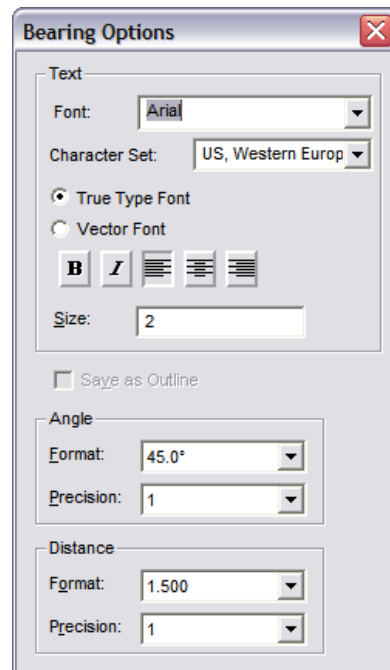 Bearing Options
Text
Font: Arial
Character Set: US, Western Europ
True Type Font
Vector Font
B I
Size: 2
Save as Outline
Angle
Format: 45.0°
Precision: 1
Distance
Format: 1.500
Precision: 1